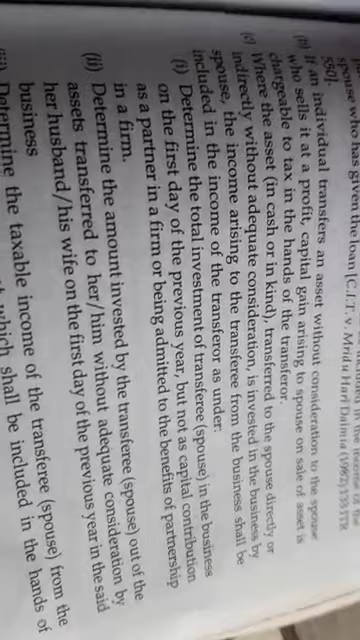 spouse who has given the loan [C.I.T. v. Mridu Hari Dalmia (1982) 133 ITR
550].
(b) If an individual transfers an asset without consideration to the spouse
who sells it at a profit, capital gain arising to spouse on sale of asset is
chargeable to tax in the hands of the transferor.
(c) Where the asset (in cash or in kind), transferred to the spouse directly or
indirectly without adequate consideration, is invested in the business by
spouse, the income arising to the transferee from the business shall be
included in the income of the transferor as under:
(i) Determine the total investment of transferee (spouse) in the business
on the first day of the previous year, but not as capital contribution
as a partner in a firm or being admitted to the benefits of partnership
in a firm.
(ii) Determine the amount invested by the transferee (spouse) out of the
assets transferred to her/him without adequate consideration by
her husband/his wife on the first day of the previous year in the said
business
(iii) Determine the taxable income of the transferee (spouse) from the
which shall be included in the hands of